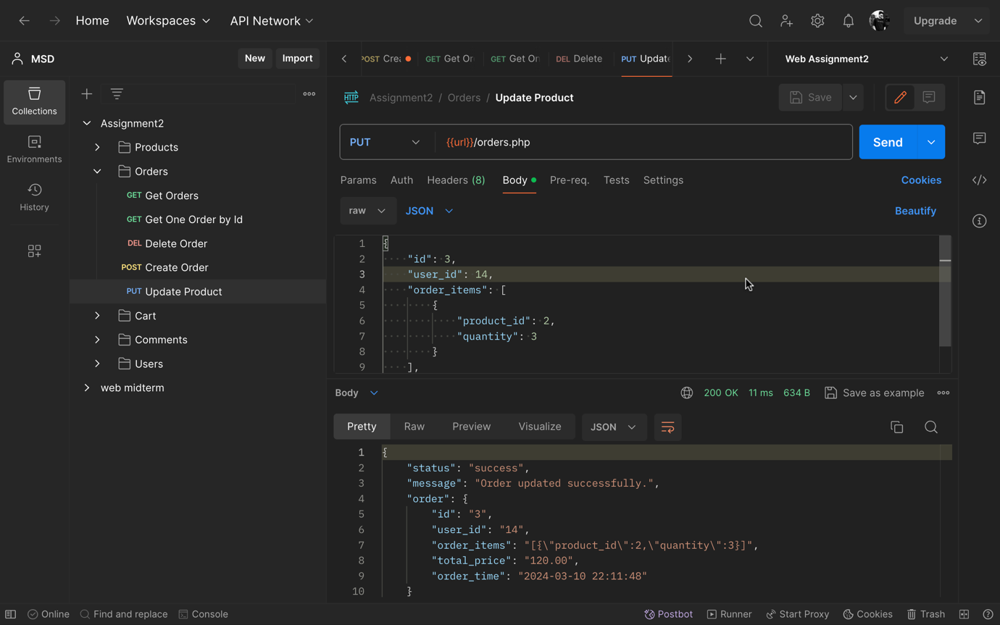 Home Workspaces API Network Upgrade
MSD New Import
POST Crea GET Get Or GET Get On DEL Delete PUT Update Web Assignment2
Collections
Environments
History
Assignment2
Products
Orders
GET Get Orders
GET Get One Order by Id
DEL Delete Order
POST Create Order
PUT Update Product
Cart
Comments
Users
web midterm
HTTP Assignment2 / Orders / Update Product Save
PUT {{url}}/orders.php Send
Params Auth Headers (8) Body Pre-req. Tests Settings Cookies
raw JSON Beautify
1 {
2 "id": 3,
3 "user_id": 14,
4 "order_items": [
5 {
6 "product_id": 2,
7 "quantity": 3
8 }
9 ],
Body 200 OK 11 ms 634 B Save as example
Pretty Raw Preview Visualize JSON
1 {
2 "status": "success",
3 "message": "Order updated successfully.",
4 "order": {
5 "id": "3",
6 "user_id": "14",
7 "order_items": "[{\"product_id\":2,\"quantity\":3}]",
8 "total_price": "120.00",
9 "order_time": "2024-03-10 22:11:48"
10 }
Online Find and replace Console Postbot Runner Start Proxy Cookies Trash